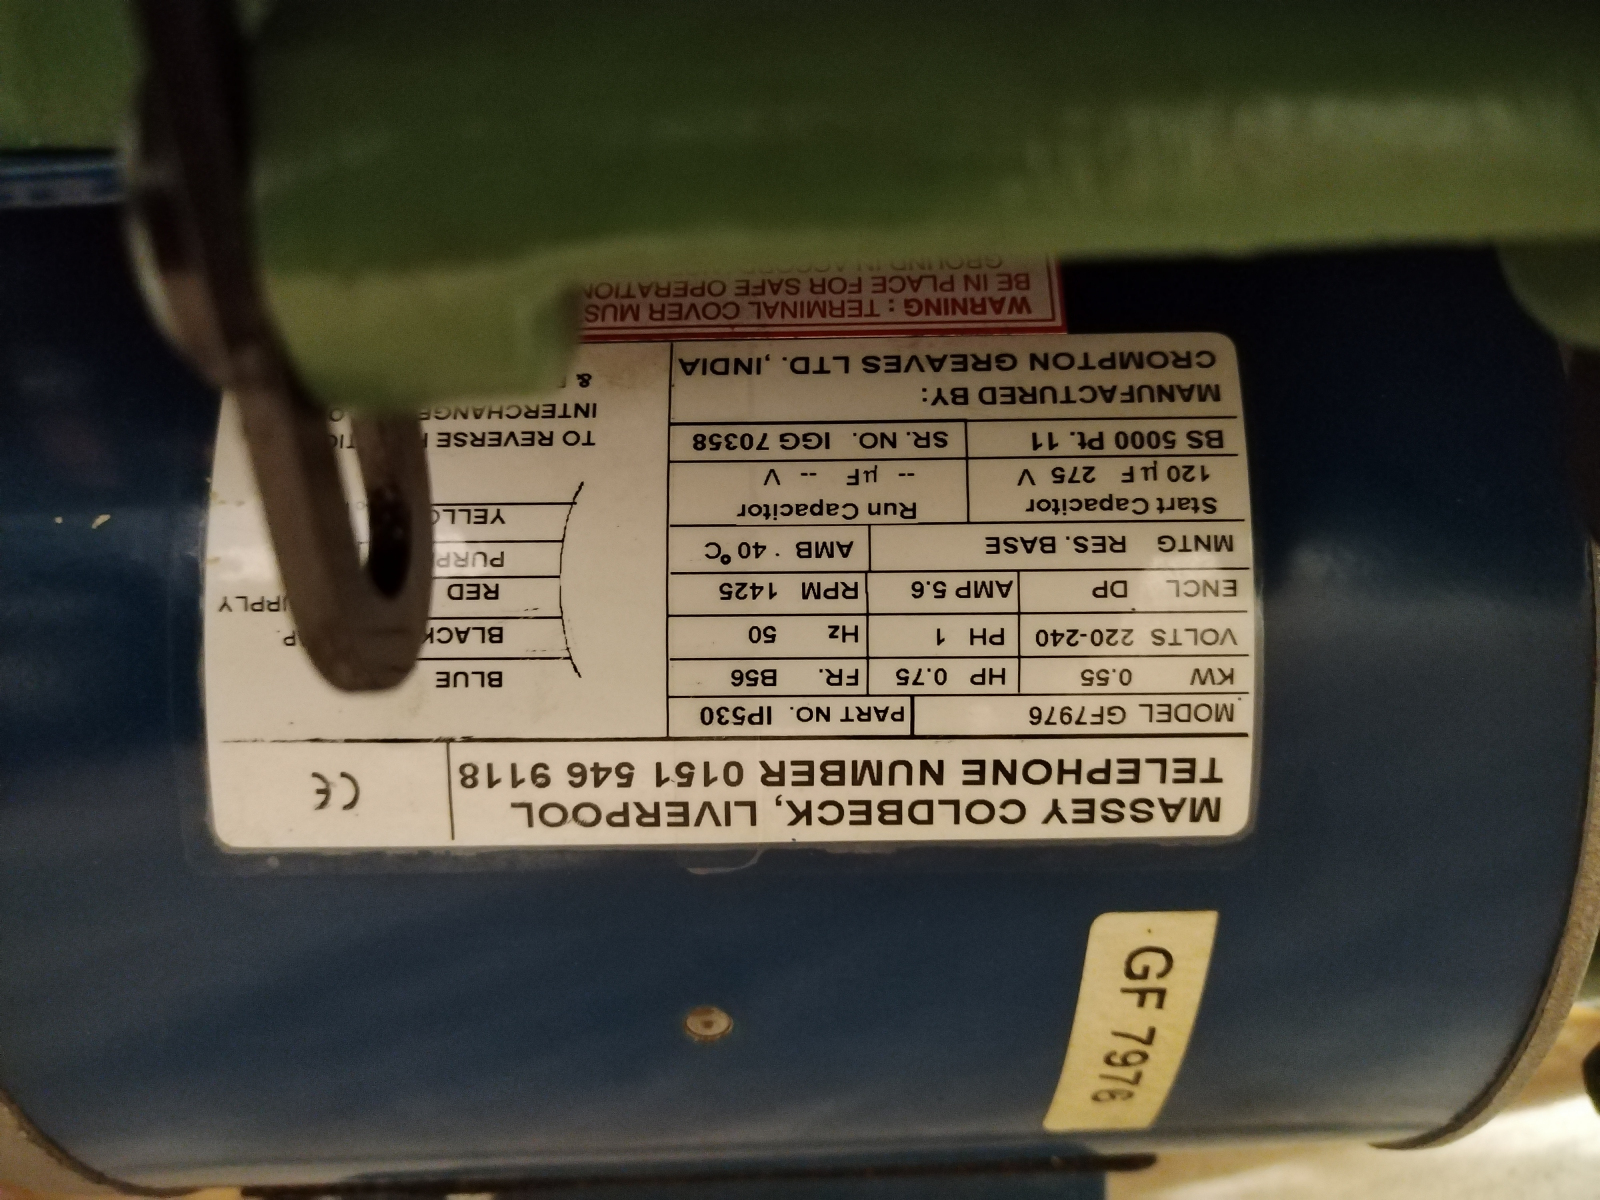 MASSEY COLDBECK, LIVERPOOL
TELEPHONE NUMBER 0151 546 9118
CE
MODEL GF7976 PART NO. IP530
KW 0.55 HP 0.75 FR. B56
VOLTS 220-240 PH 1 Hz 50
ENCL DP AMP 5.6 RPM 1425
MNTG RES. BASE AMB · 40 °C
Start Capacitor Run Capacitor
120 µF 275 V -- µF -- V
BS 5000 Pt. 11 SR. NO. IGG 70358
MANUFACTURED BY:
CROMPTON GREAVES LTD. ,INDIA
BLUE
BLACK
RED
TO REVERSE
&
WARNING : TERMINAL COVER
BE IN PLACE FOR SAFE OPERATION
GROUND IN
GF 7976